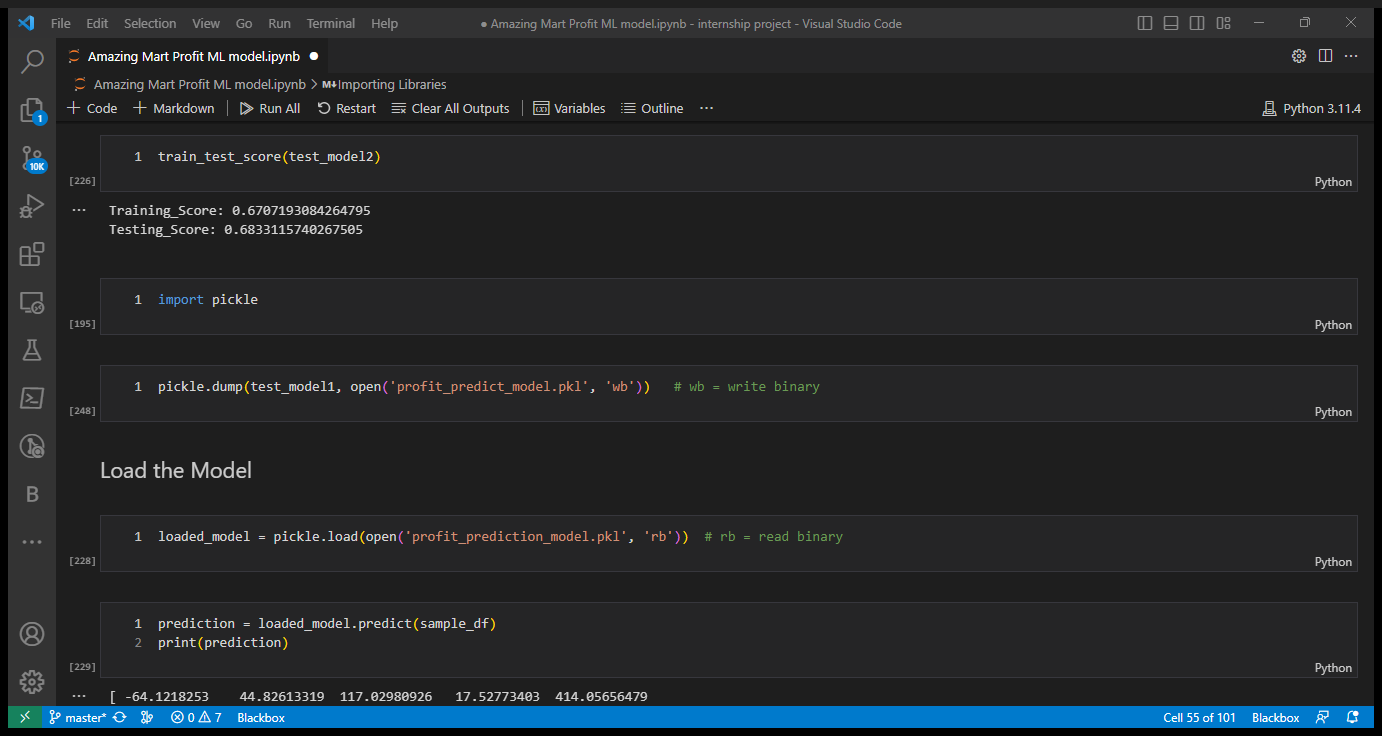 File Edit Selection View Go Run Terminal Help ● Amazing Mart Profit ML model.ipynb - internship project - Visual Studio Code
Amazing Mart Profit ML model.ipynb ●
Amazing Mart Profit ML model.ipynb > M↓Importing Libraries
+ Code + Markdown Run All Restart Clear All Outputs Variables Outline ··· Python 3.11.4
1
10K
B
1 train_test_score(test_model2)
[226] Python
Training_Score: 0.6707193084264795
Testing_Score: 0.6833115740267505
1 import pickle
[195] Python
1 pickle.dump(test_model1, open('profit_predict_model.pkl', 'wb')) # wb = write binary
[248] Python
Load the Model
1 loaded_model = pickle.load(open('profit_prediction_model.pkl', 'rb')) # rb = read binary
[228] Python
1 prediction = loaded_model.predict(sample_df)
2 print(prediction)
[229] Python
[ -64.1218253 44.82613319 117.02980926 17.52773403 414.05656479
master* 0 7 Blackbox Cell 55 of 101 Blackbox